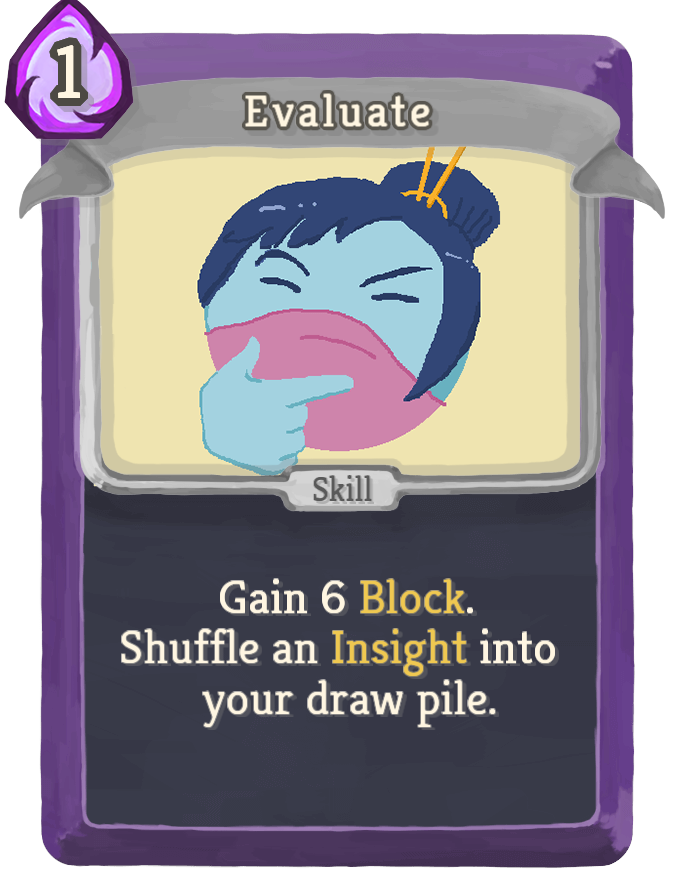 1
Evaluate
Skill
Gain 6 Block.
Shuffle an Insight into
your draw pile.